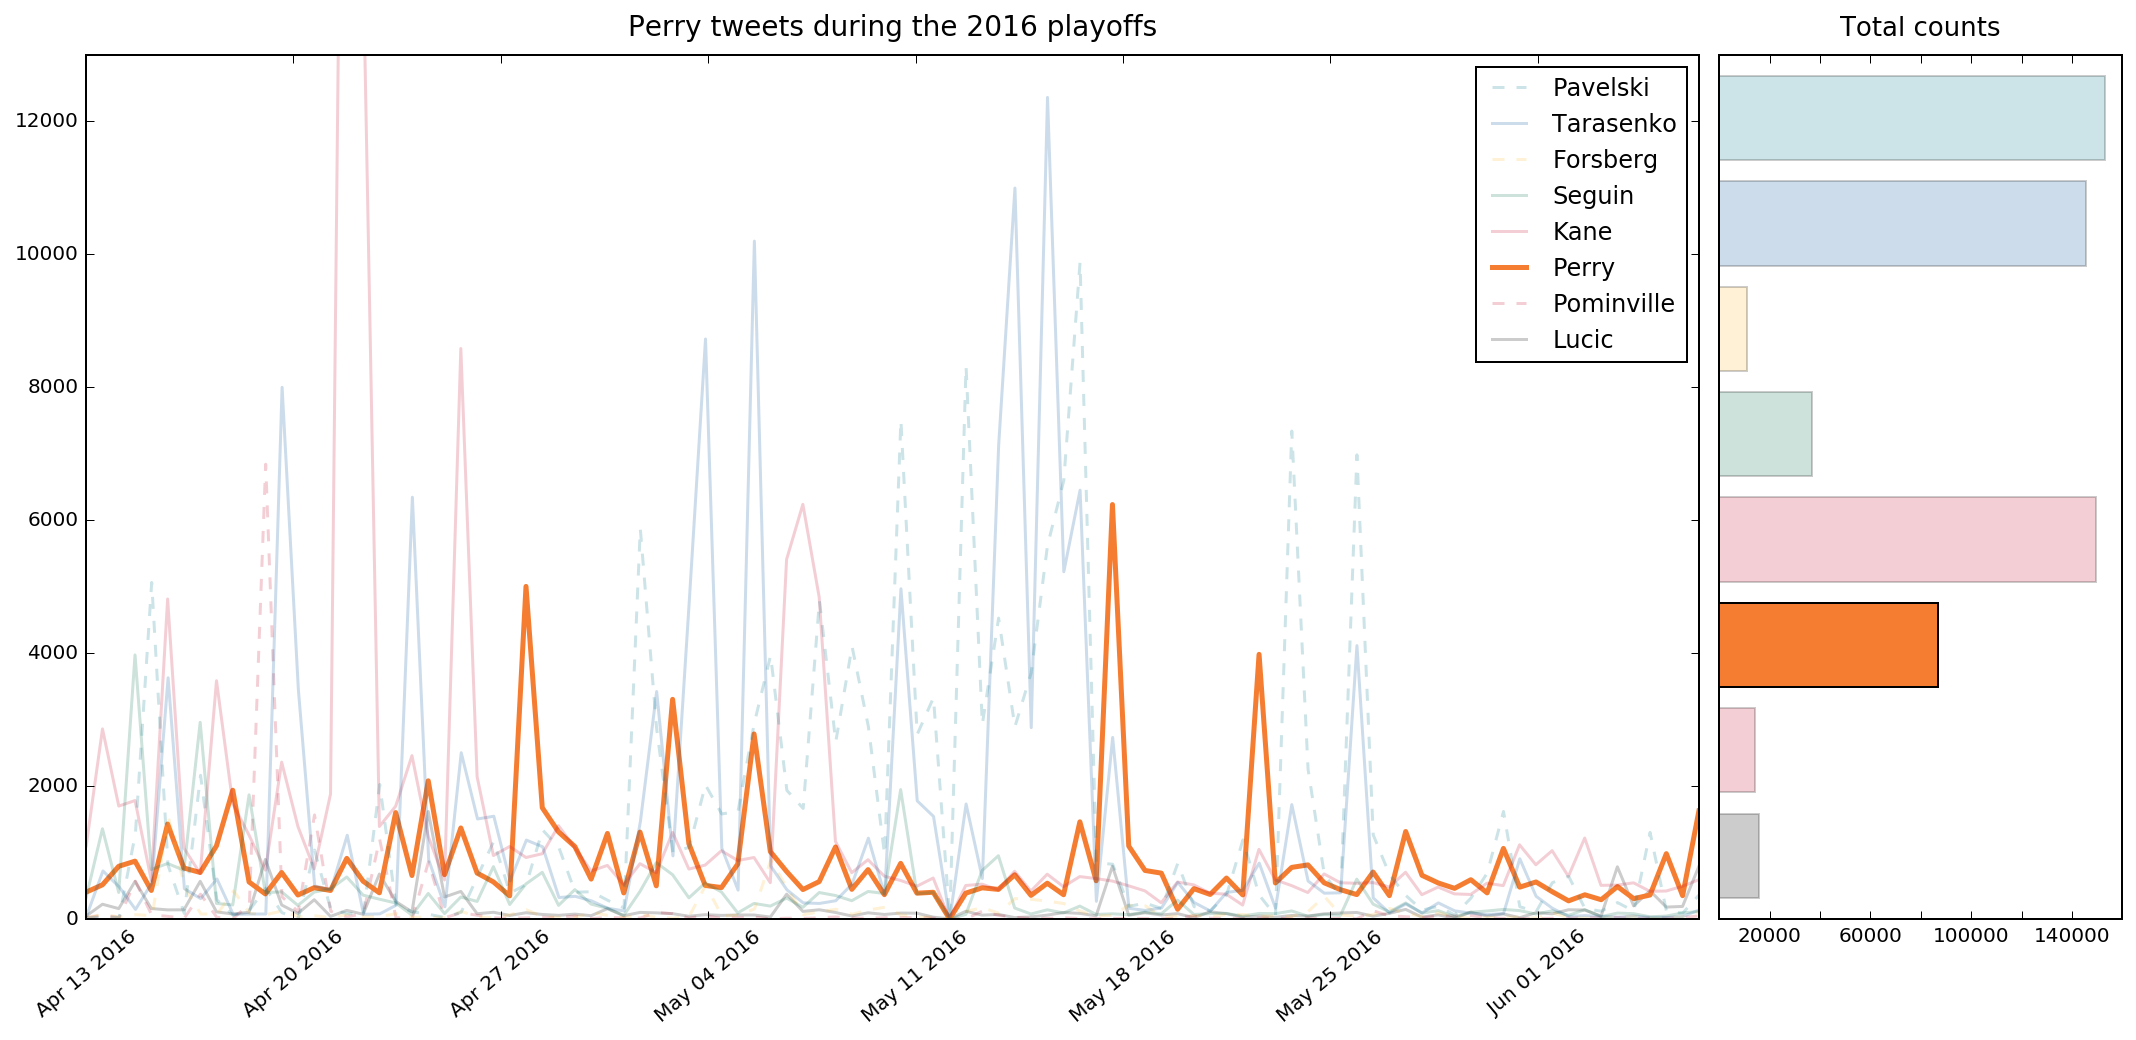 Perry tweets during the 2016 playoffs
Total counts
12000
10000
8000
6000
4000
2000
0
Pavelski
Tarasenko
Forsberg
Seguin
Kane
Perry
Pominville
Lucic
Apr 13 2016
Apr 20 2016
Apr 27 2016
May 04 2016
May 11 2016
May 18 2016
May 25 2016
Jun 01 2016
20000
60000
100000
140000